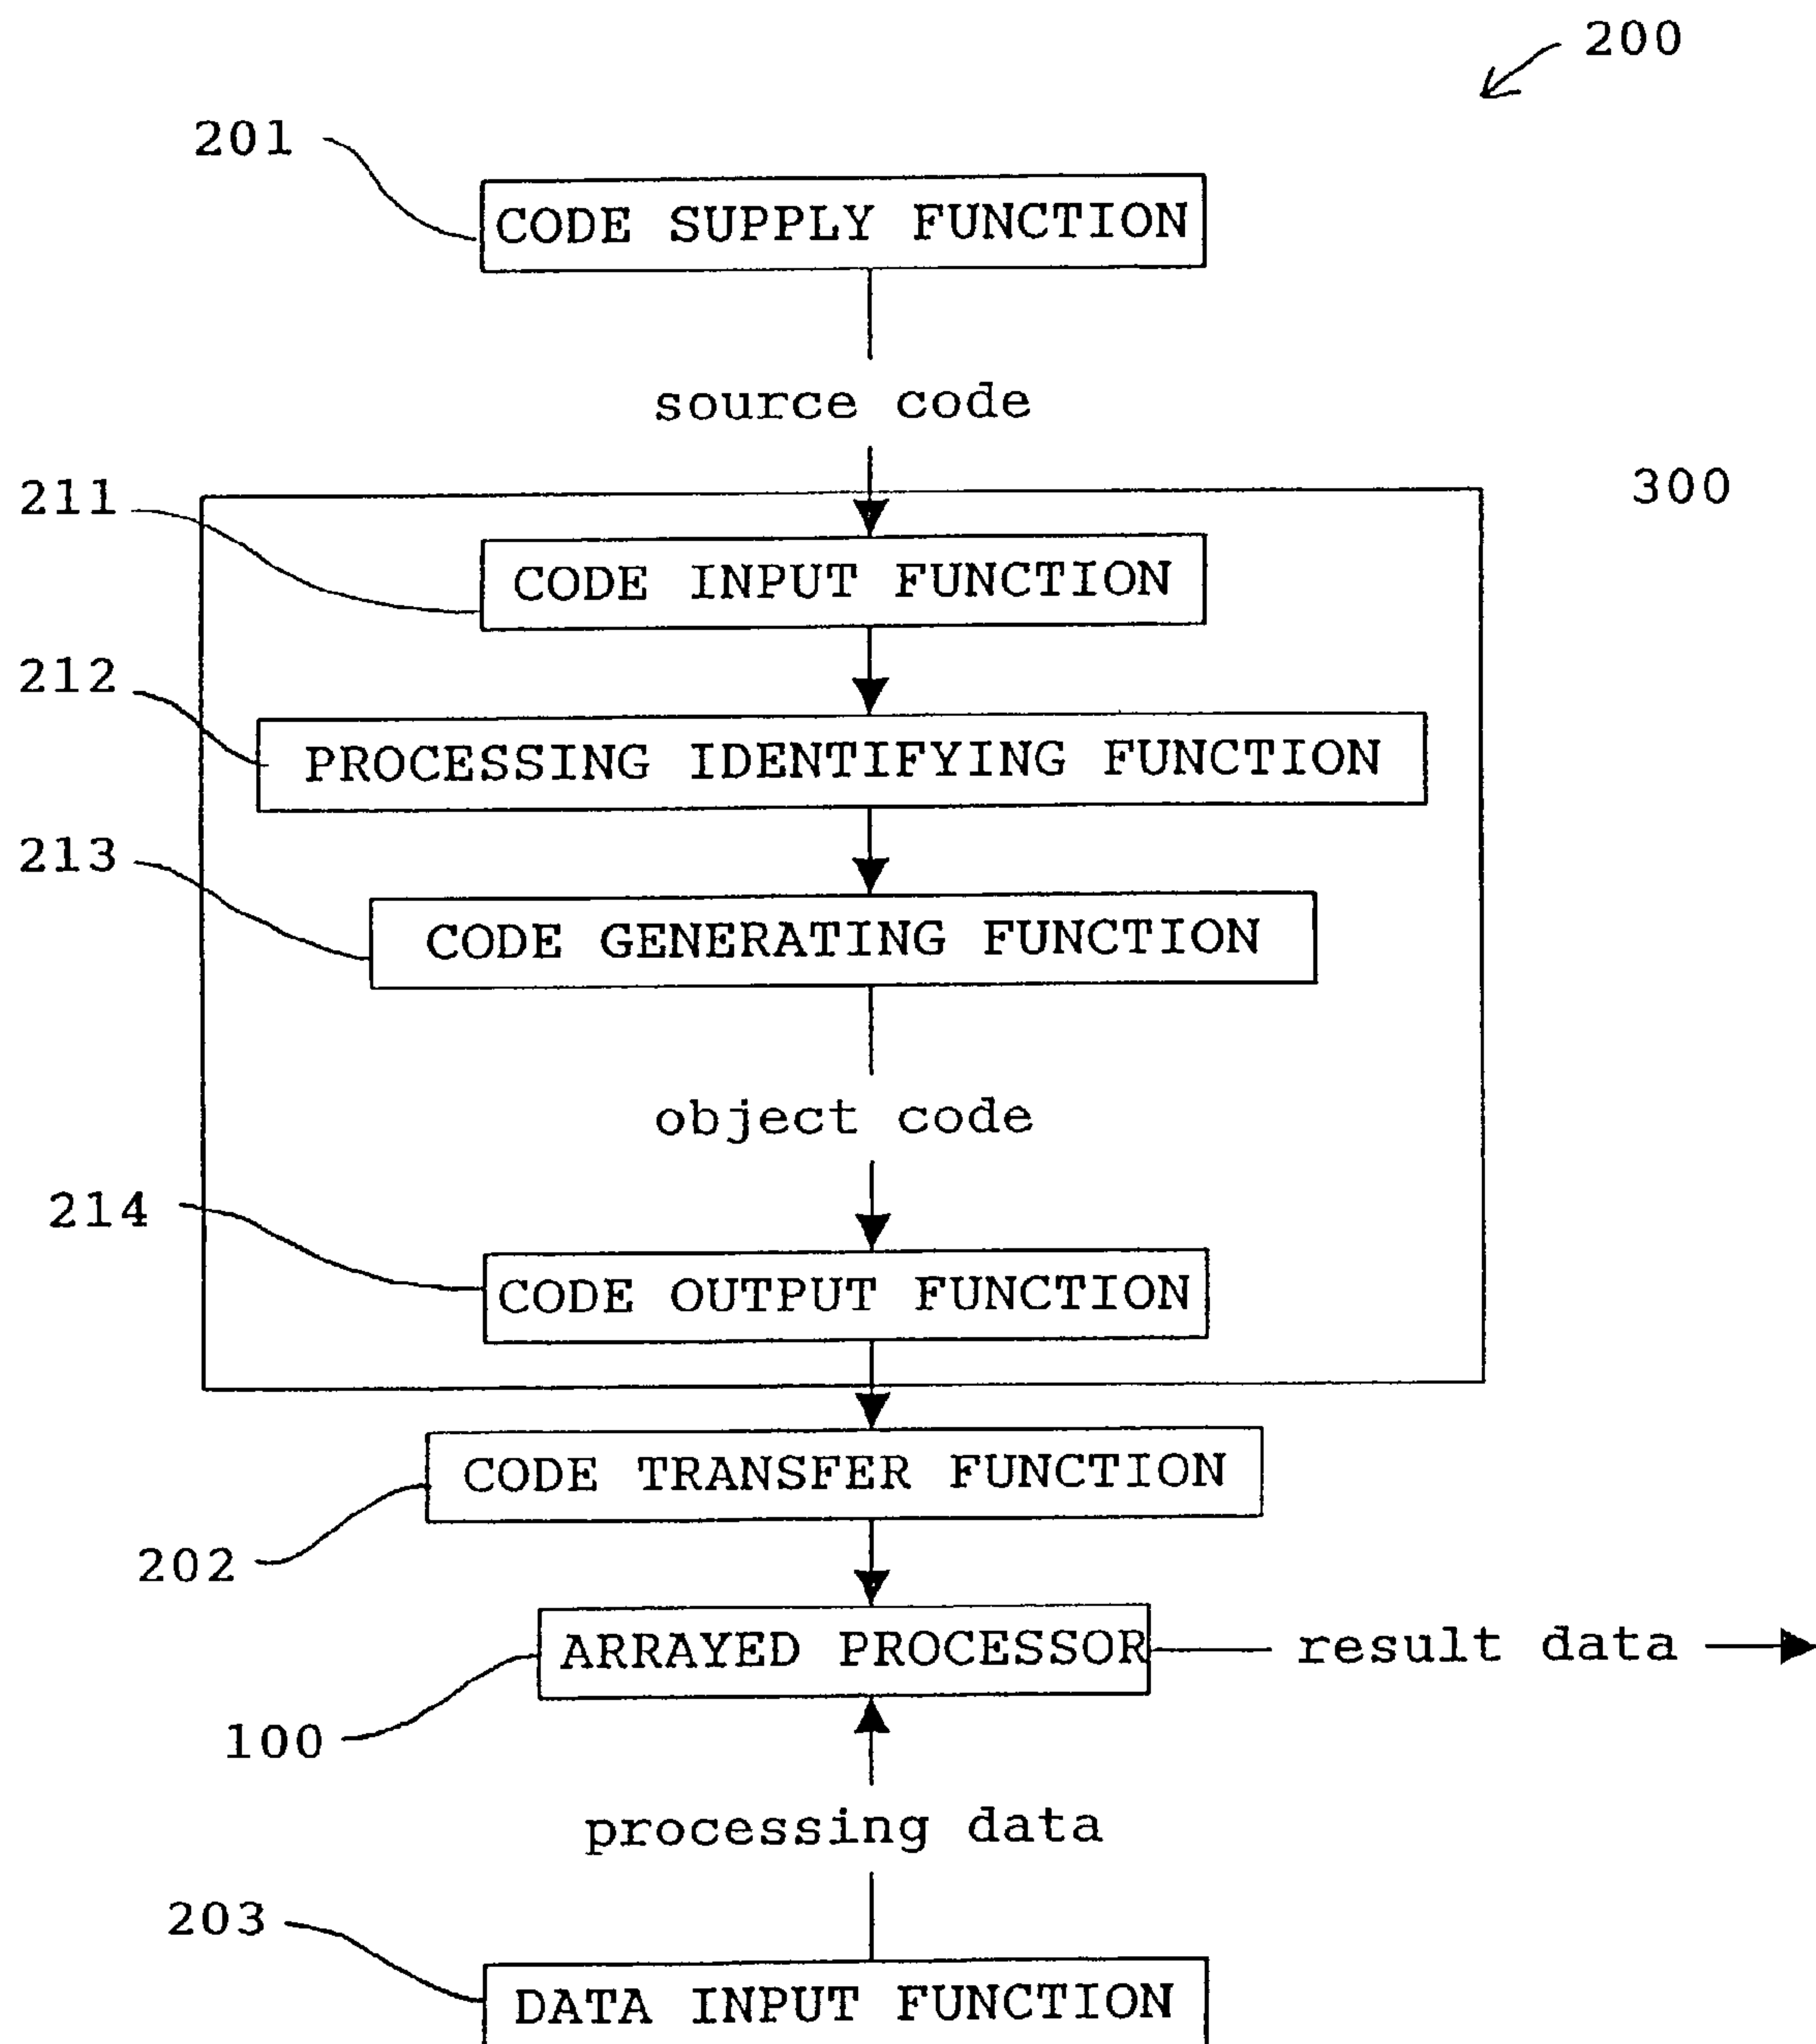 200
201
CODE SUPPLY FUNCTION
source code
211
300
CODE INPUT FUNCTION
212
PROCESSING IDENTIFYING FUNCTION
213
CODE GENERATING FUNCTION
object code
214
CODE OUTPUT FUNCTION
CODE TRANSFER FUNCTION
202
ARRAYED PROCESSOR
result data
100
processing data
203
DATA INPUT FUNCTION